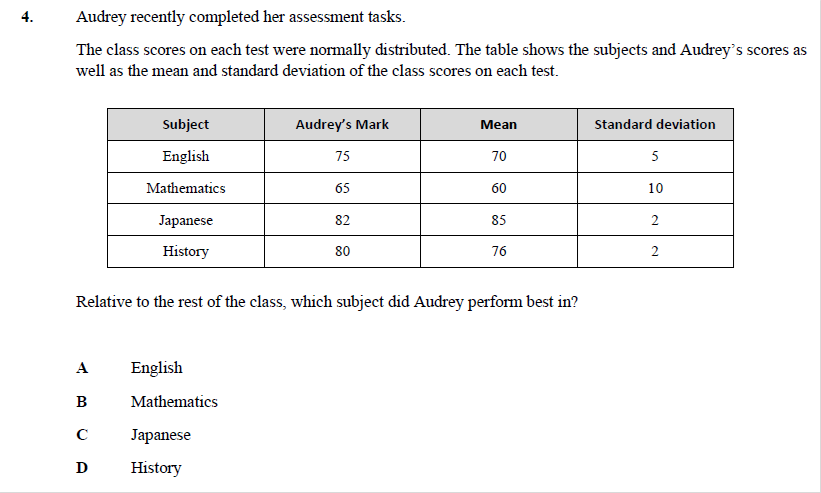 4. Audrey recently completed her assessment tasks.
The class scores on each test were normally distributed. The table shows the subjects and Audrey's scores as
well as the mean and standard deviation of the class scores on each test.
Subject Audrey's Mark Mean Standard deviation
English 75 70 5
Mathematics 65 60 10
Japanese 82 85 2
History 80 76 2
Relative to the rest of the class, which subject did Audrey perform best in?
A English
B Mathematics
C Japanese
D History